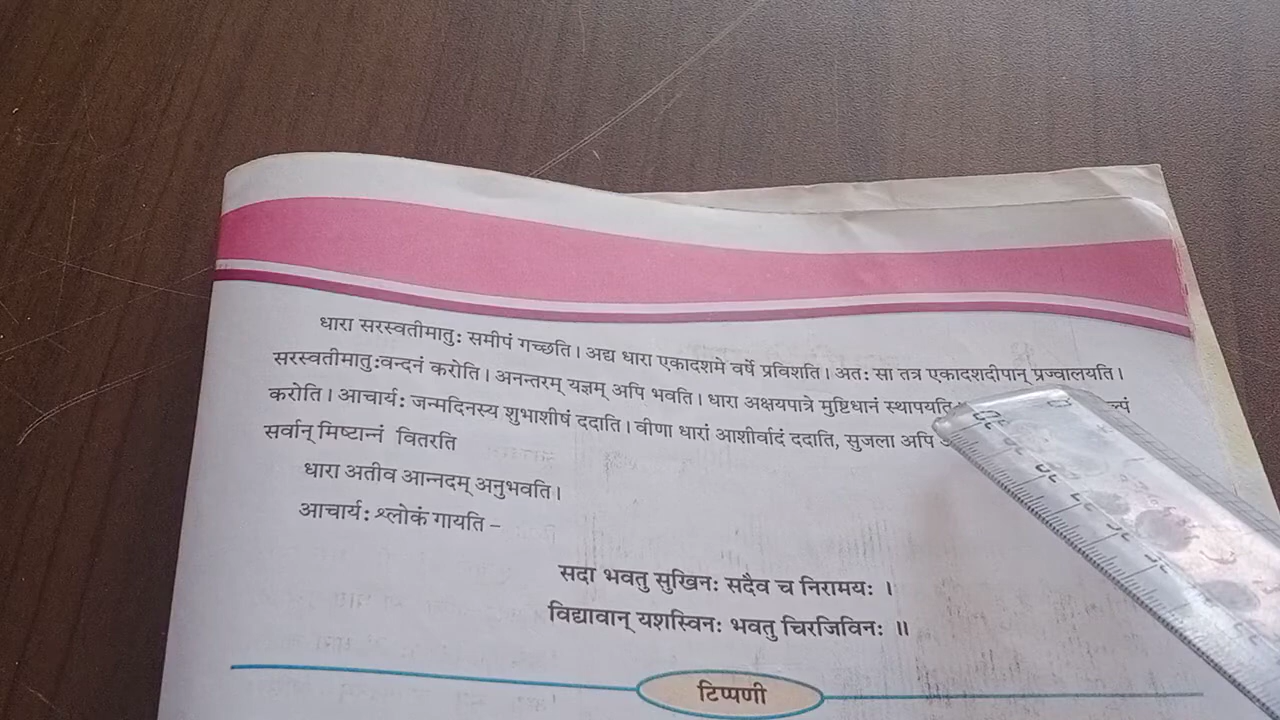 धारा सरस्वतीमातुः समीपं गच्छति। अद्य धारा एकादशमे वर्षे प्रविशति। अतः सा तत्र एकादशदीपान् प्रज्वालयति।
सरस्वतीमातुःवन्दनं करोति। अनन्तरम् यज्ञम् अपि भवति। धारा अक्षयपात्रे मुष्टिधानं स्थापयति
करोति। आचार्यः जन्मदिनस्य शुभाशीषं ददाति। वीणा धारां आशीर्वादं ददाति, सुजला अपि
सर्वान् मिष्टान्नं वितरति
धारा अतीव आन्नदम् अनुभवति।
आचार्यः श्लोकं गायति –
सदा भवतु सुखिनः सदैव च निरामयः ।
विद्यावान् यशस्विनः भवतु चिरजिविनः ॥
टिप्पणी